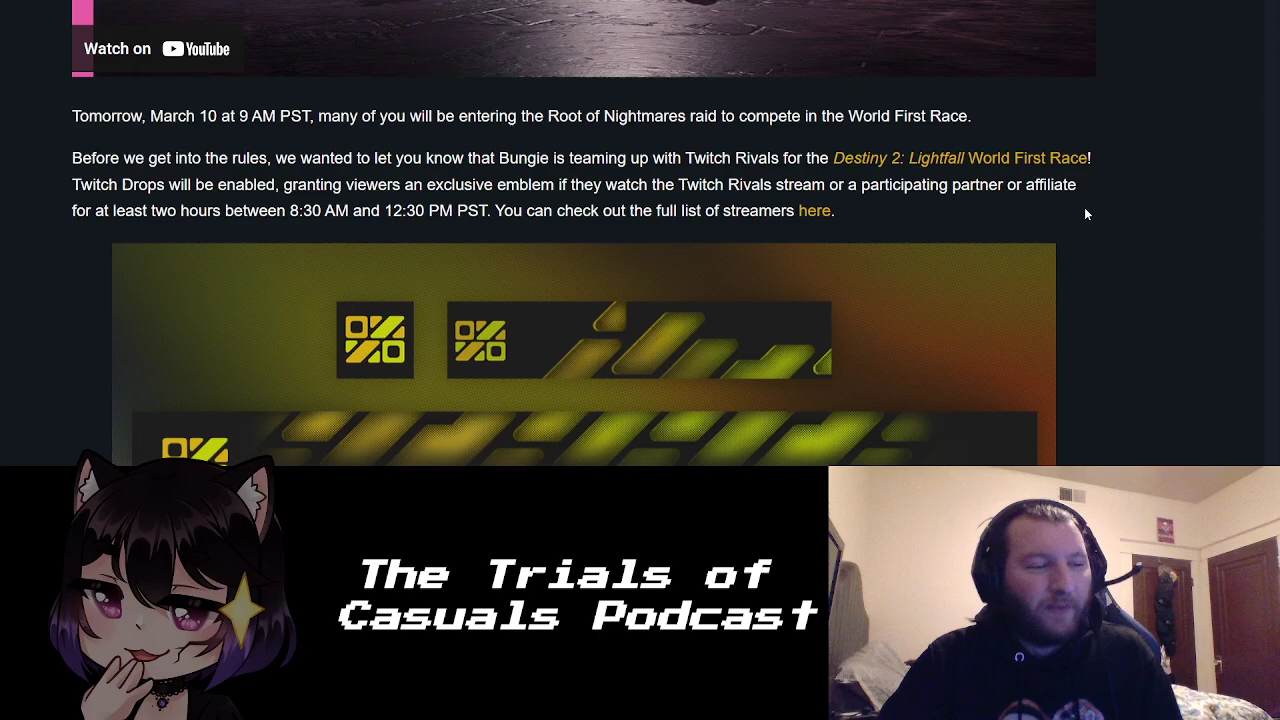 Watch on YouTube
Tomorrow, March 10 at 9 AM PST, many of you will be entering the Root of Nightmares raid to compete in the World First Race.
Before we get into the rules, we wanted to let you know that Bungie is teaming up with Twitch Rivals for the Destiny 2: Lightfall World First Race!
Twitch Drops will be enabled, granting viewers an exclusive emblem if they watch the Twitch Rivals stream or a participating partner or affiliate
for at least two hours between 8:30 AM and 12:30 PM PST. You can check out the full list of streamers here.
The Trials of
Casuals Podcast